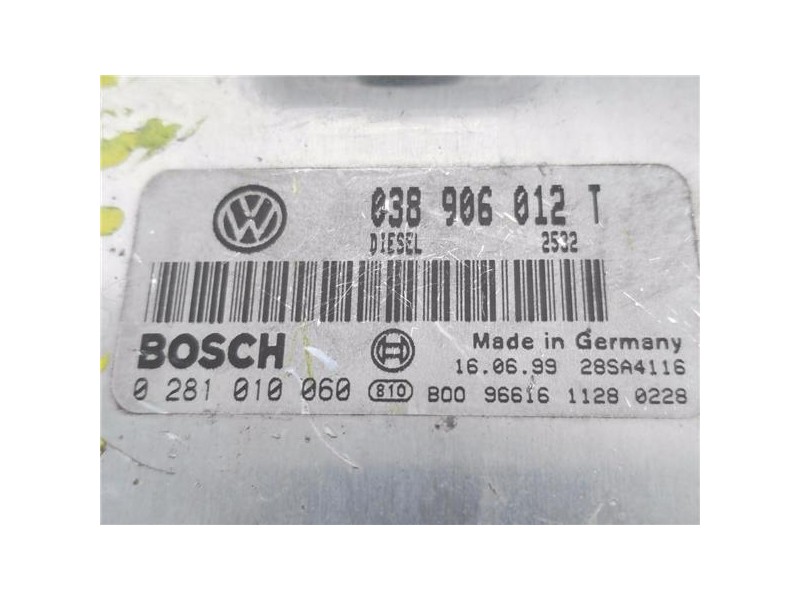 038 906 012 T
DIESEL 2532
BOSCH Made in Germany
16.06.99 28SA4116
0 281 010 060 810 B00 96616 1128 0228